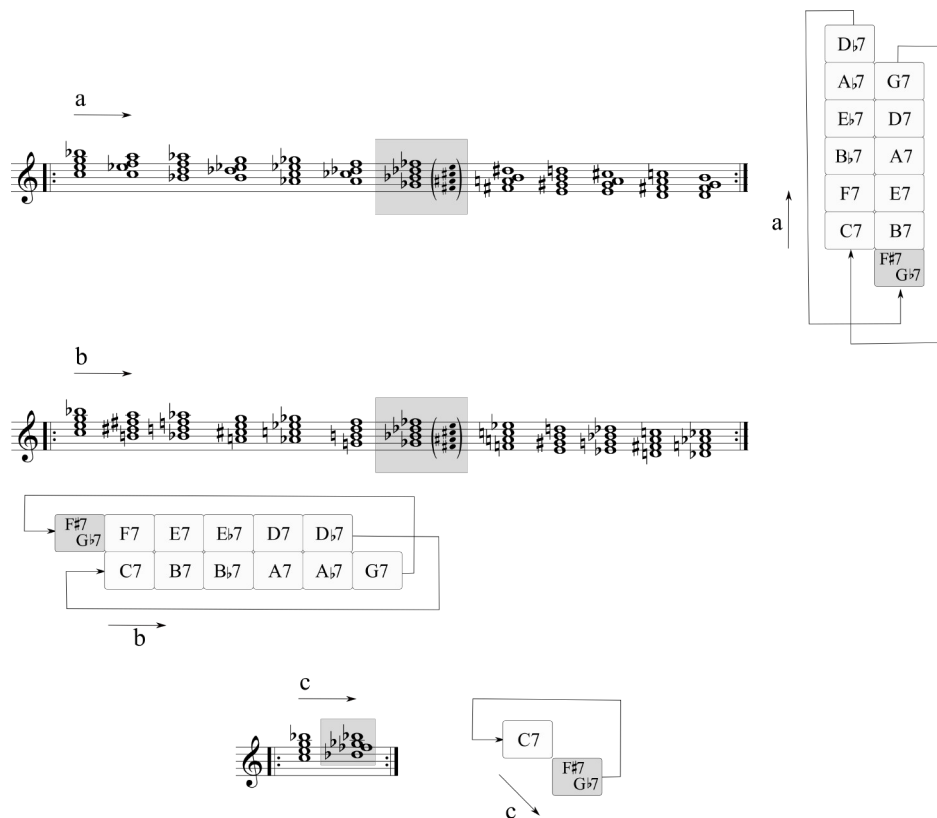 a
D♭7
A♭7 G7
E♭7 D7
B♭7 A7
F7 E7
C7 B7
F♯7
G♭7
a
b
F♯7
G♭7 F7 E7 E♭7 D7 D♭7
C7 B7 B♭7 A7 A♭7 G7
b
c
C7
F♯7
G♭7
c